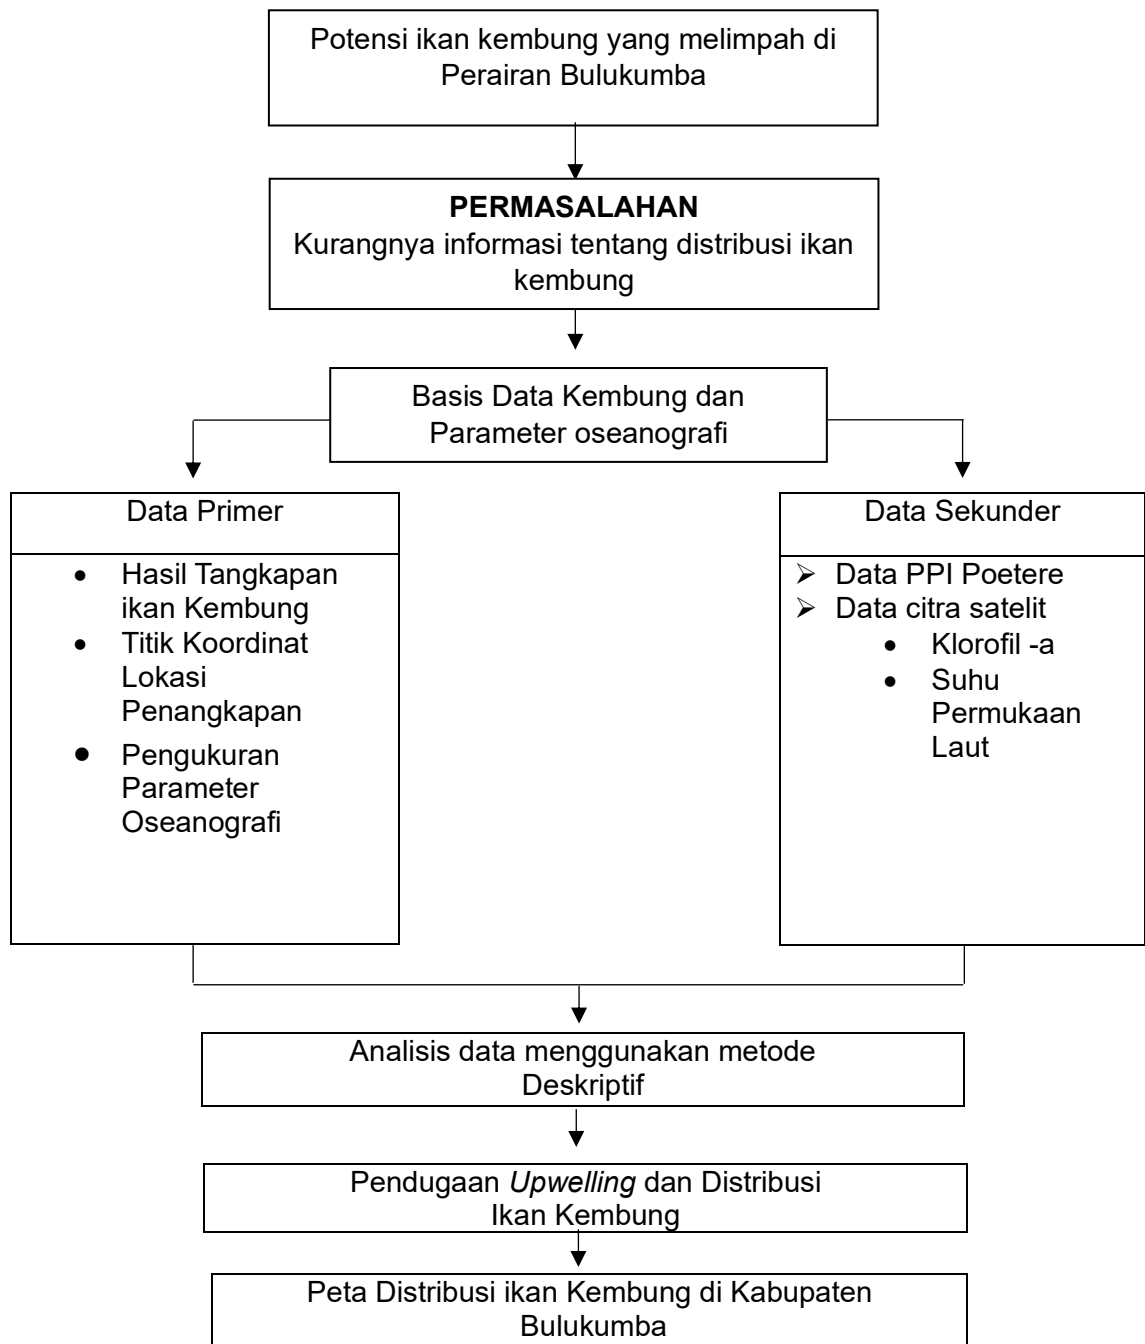 Potensi ikan kembung yang melimpah di
Perairan Bulukumba
PERMASALAHAN
Kurangnya informasi tentang distribusi ikan
kembung
Basis Data Kembung dan
Parameter oseanografi
Data Primer
• Hasil Tangkapan
ikan Kembung
• Titik Koordinat
Lokasi
Penangkapan
• Pengukuran
Parameter
Oseanografi
Data Sekunder
➢ Data PPI Poetere
➢ Data citra satelit
• Klorofil -a
• Suhu
Permukaan
Laut
Analisis data menggunakan metode
Deskriptif
Pendugaan Upwelling dan Distribusi
Ikan Kembung
Peta Distribusi ikan Kembung di Kabupaten
Bulukumba